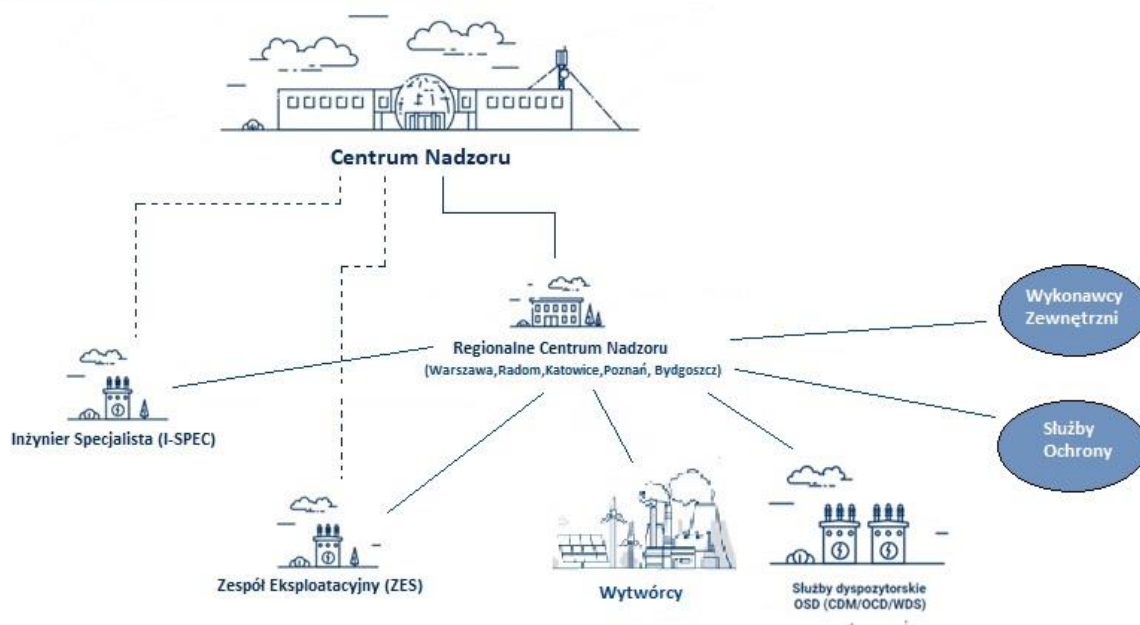 Centrum Nadzoru
Regionalne Centrum Nadzoru
(Warszawa,Radom,Katowice,Poznań, Bydgoszcz)
Wykonawcy
Zewnętrzni
Służby
Ochrony
Inżynier Specjalista (I-SPEC)
Zespół Eksploatacyjny (ZES)
Wytwórcy
Służby dyspozytorskie
OSD (CDM/OCD/WDS)